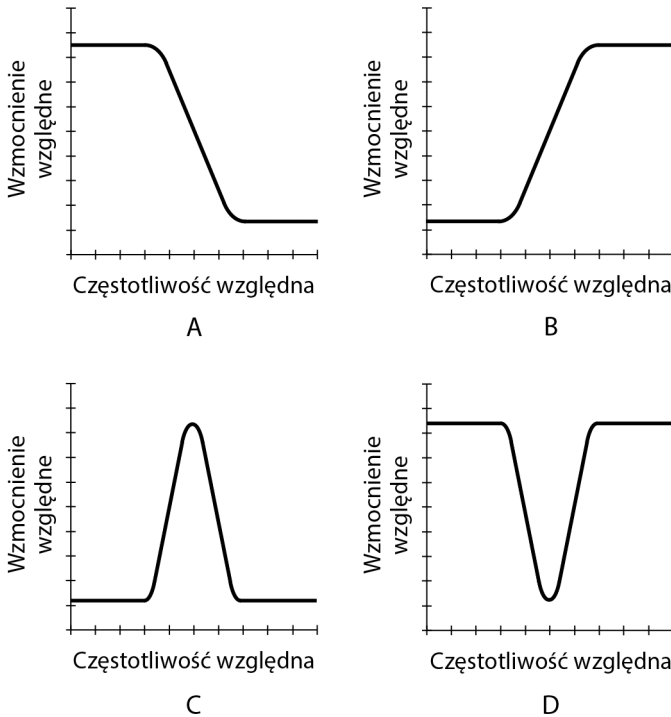 Wzmocnienie
względne
Częstotliwość względna
A
Wzmocnienie
względne
Częstotliwość względna
B
Wzmocnienie
względne
Częstotliwość względna
C
Wzmocnienie
względne
Częstotliwość względna
D